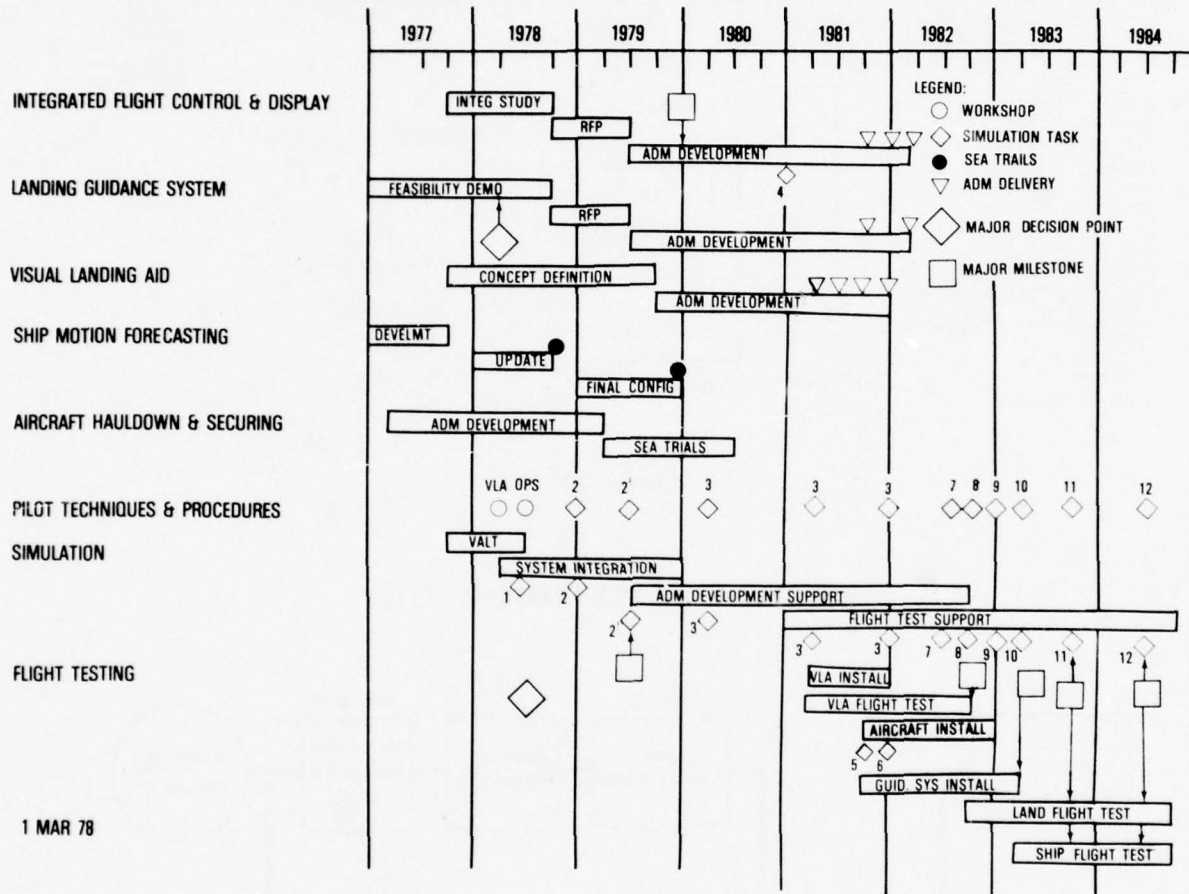 1977 1978 1979 1980 1981 1982 1983 1984
LEGEND:
WORKSHOP
SIMULATION TASK
SEA TRAILS
ADM DELIVERY
MAJOR DECISION POINT
MAJOR MILESTONE
INTEGRATED FLIGHT CONTROL & DISPLAY
INTEG STUDY
RFP
ADM DEVELOPMENT
4
LANDING GUIDANCE SYSTEM
FEASIBILITY DEMO
RFP
ADM DEVELOPMENT
VISUAL LANDING AID
CONCEPT DEFINITION
ADM DEVELOPMENT
SHIP MOTION FORECASTING
DEVELMT
UPDATE
FINAL CONFIG
AIRCRAFT HAULDOWN & SECURING
ADM DEVELOPMENT
SEA TRIALS
PILOT TECHNIQUES & PROCEDURES
VLA OPS 2 2' 3 3 3 7 8 9 10 11 12
SIMULATION
VALT
SYSTEM INTEGRATION
1 2
ADM DEVELOPMENT SUPPORT
2' 3
FLIGHT TEST SUPPORT
3 3 7 8 9 10 11 12
FLIGHT TESTING
VLA INSTALL
VLA FLIGHT TEST
AIRCRAFT INSTALL
5 6
GUID. SYS INSTALL
LAND FLIGHT TEST
SHIP FLIGHT TEST
1 MAR 78